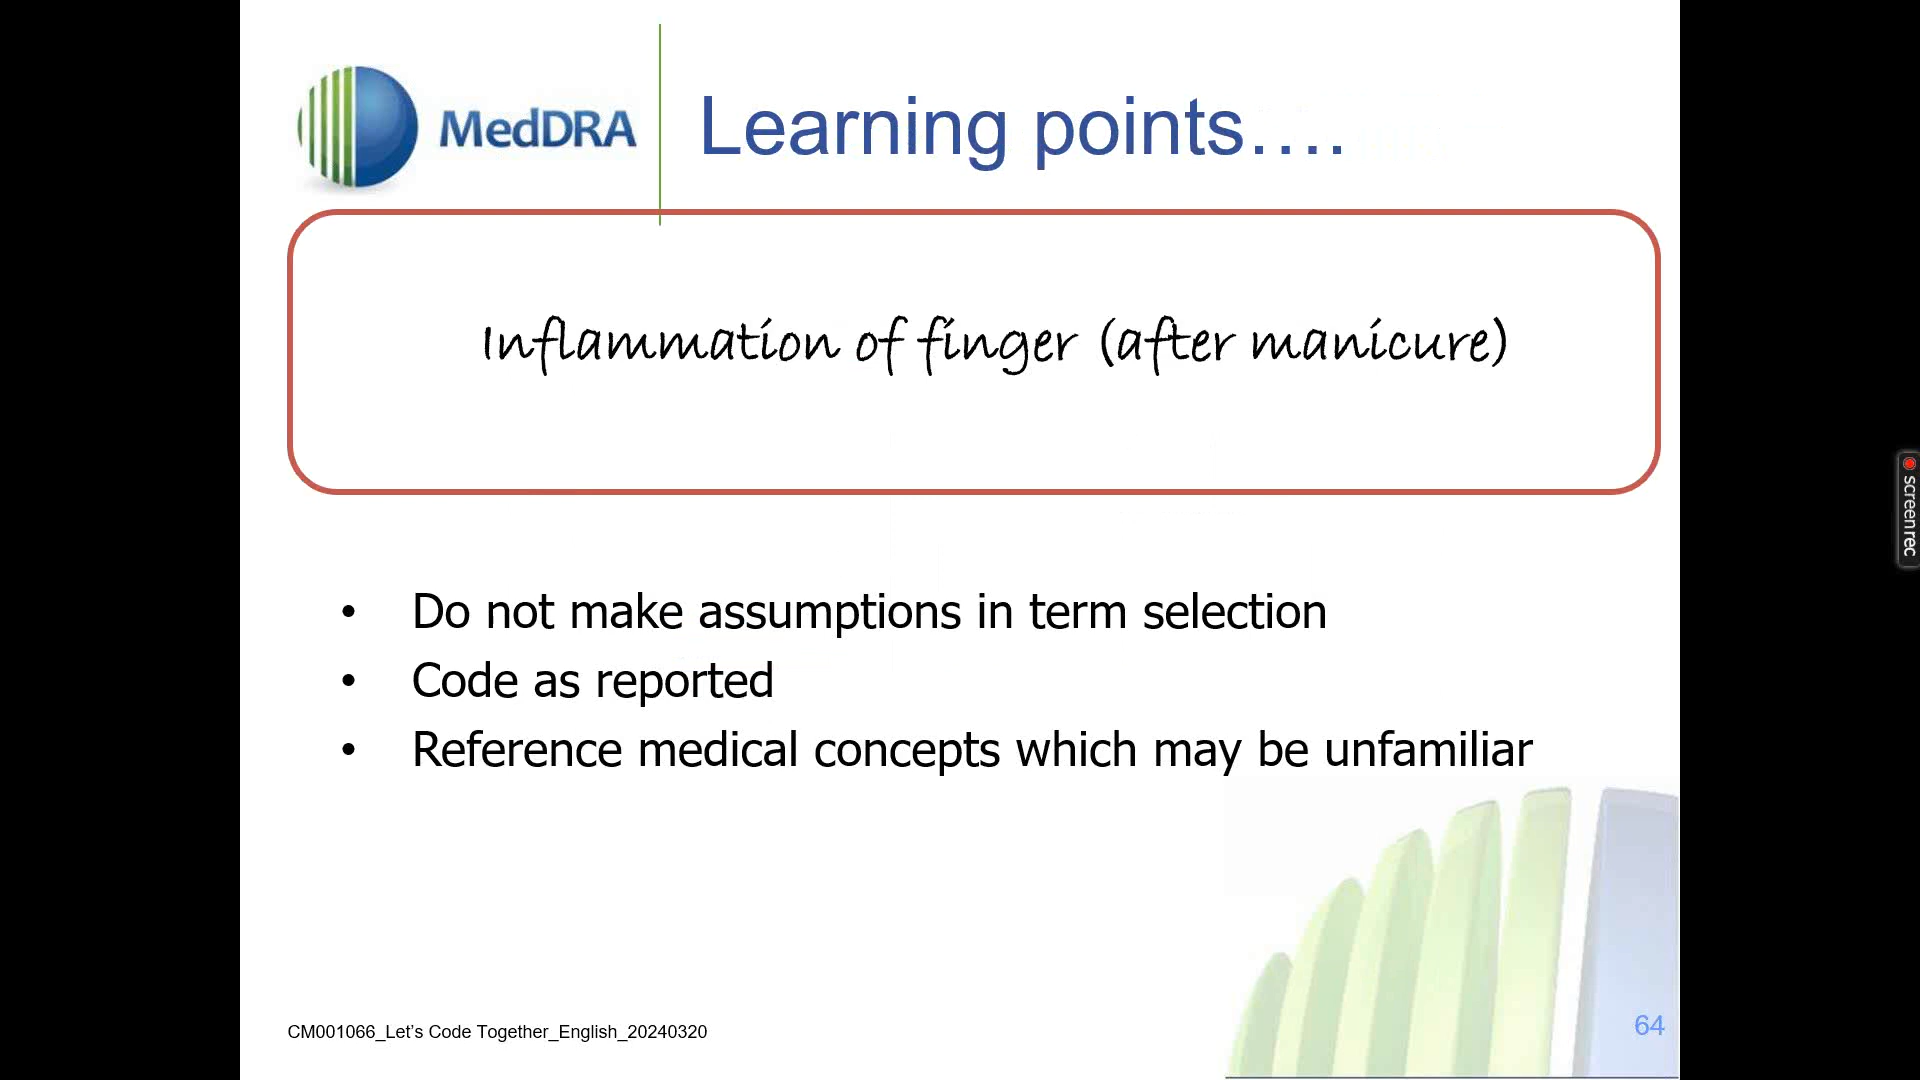 MedDRA
Learning points….
Inflammation of finger (after manicure)
• Do not make assumptions in term selection
• Code as reported
• Reference medical concepts which may be unfamiliar
CM001066_Let’s Code Together_English_20240320
64
screenrec